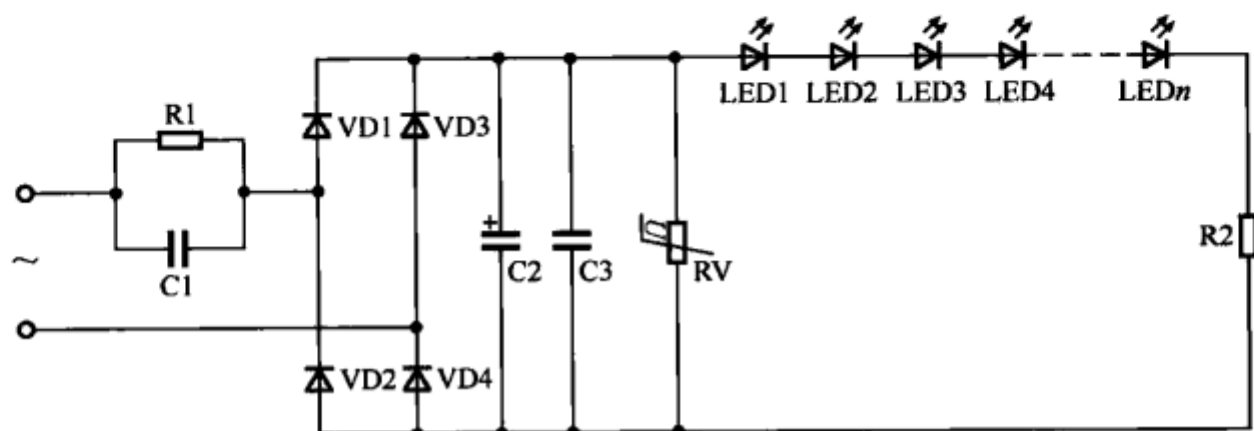 LED1 LED2 LED3 LED4 LEDn
R1 VD1 VD3
+
C2 C3 RV R2
~
C1
VD2 VD4